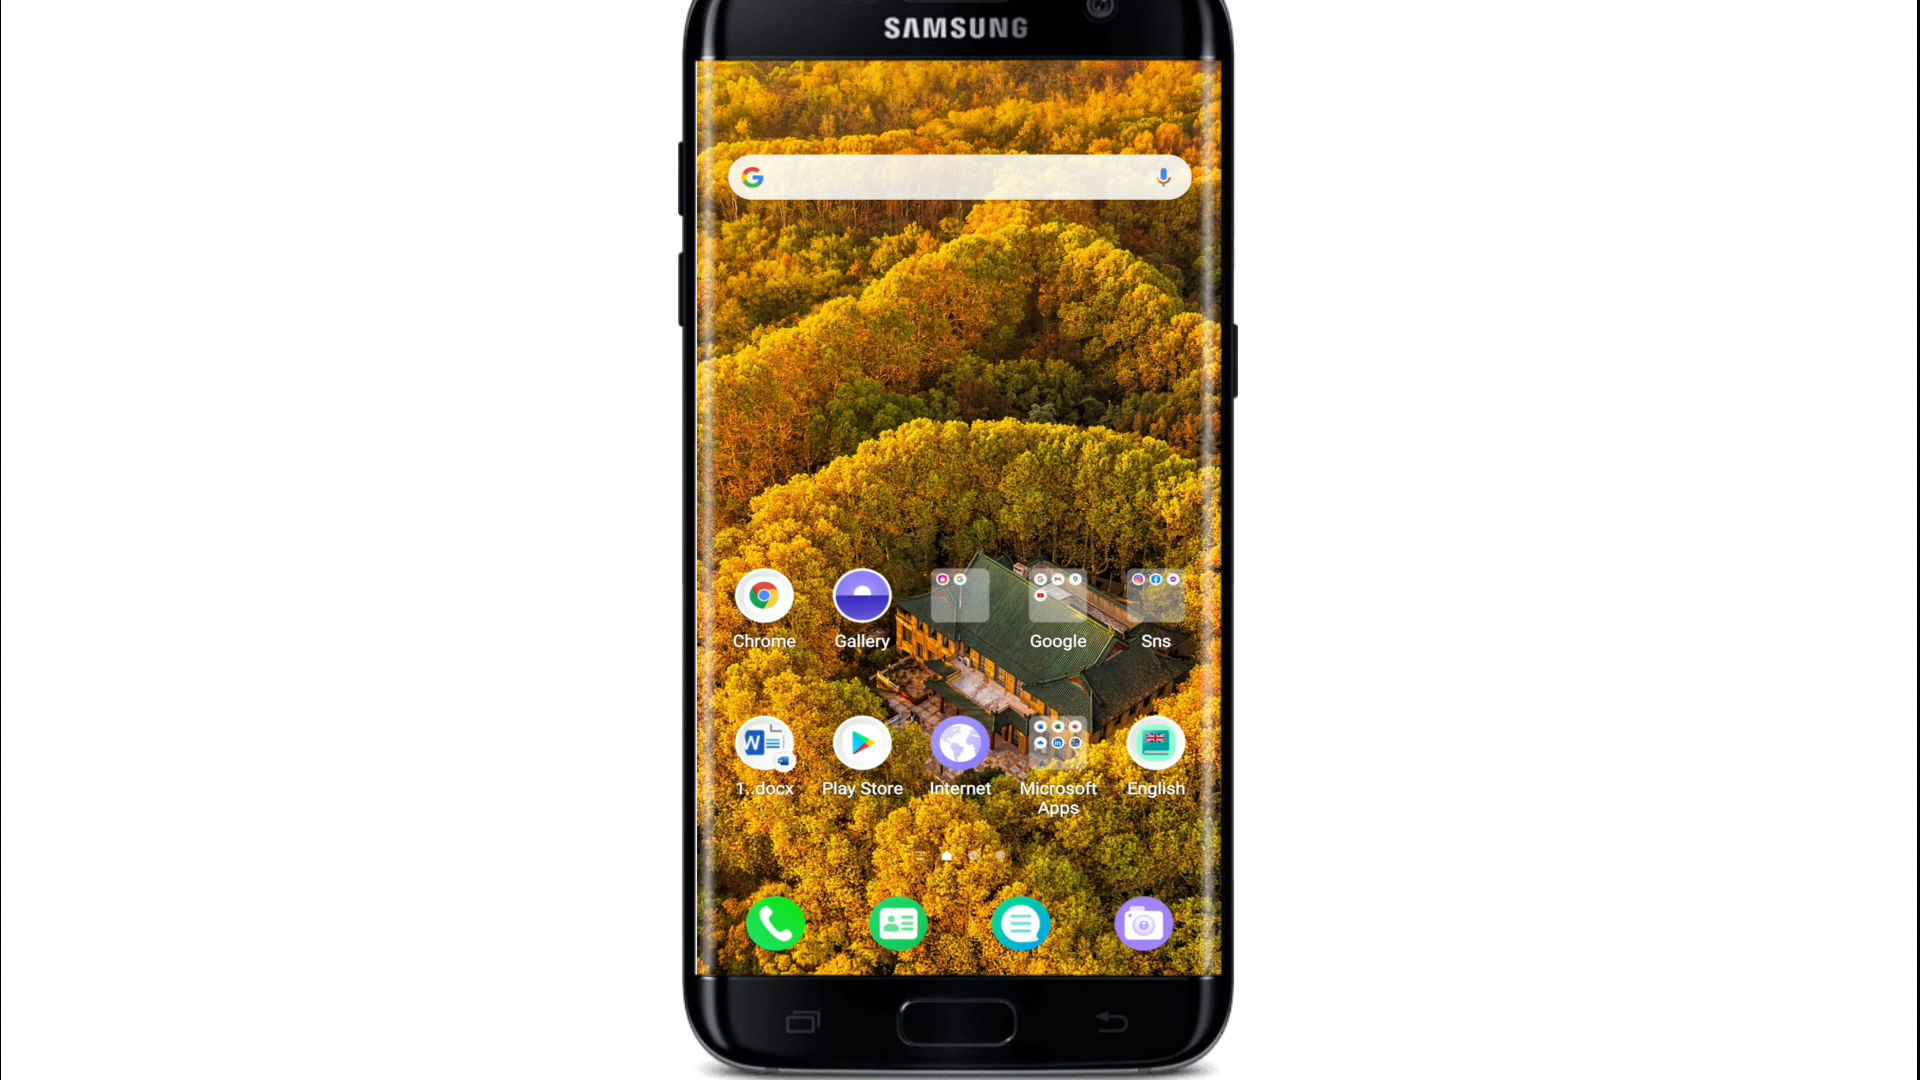 SAMSUNG
Chrome
Gallery
Google
Sns
1..docx
Play Store
Internet
Microsoft
Apps
English